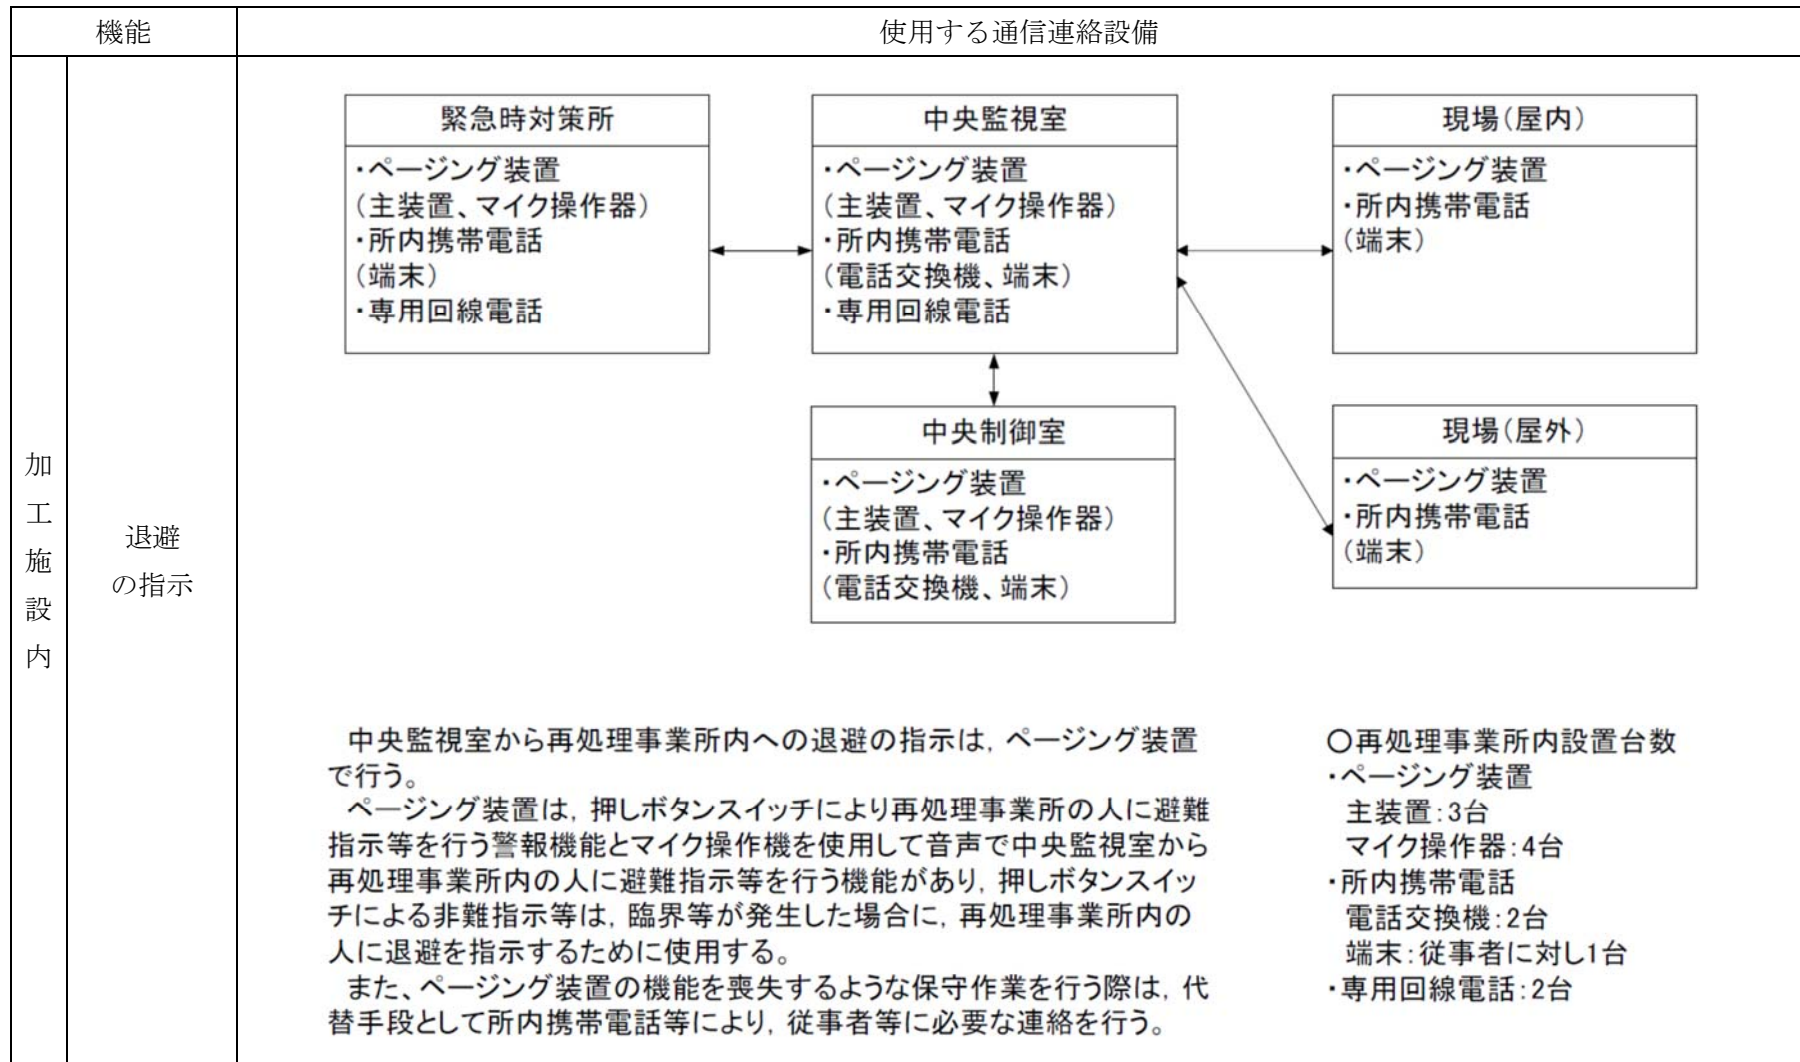 機能
使用する通信連絡設備
加工施設内
退避
の指示
緊急時対策所
・ページング装置
(主装置、マイク操作器)
・所内携帯電話
(端末)
・専用回線電話
中央監視室
・ページング装置
(主装置、マイク操作器)
・所内携帯電話
(電話交換機、端末)
・専用回線電話
現場(屋内)
・ページング装置
・所内携帯電話
(端末)
中央制御室
・ページング装置
(主装置、マイク操作器)
・所内携帯電話
(電話交換機、端末)
現場(屋外)
・ページング装置
・所内携帯電話
(端末)
中央監視室から再処理事業所内への退避の指示は，ページング装置
で行う。
ページング装置は，押しボタンスイッチにより再処理事業所の人に避難
指示等を行う警報機能とマイク操作機を使用して音声で中央監視室から
再処理事業所内の人に避難指示等を行う機能があり，押しボタンスイッ
チによる非難指示等は，臨界等が発生した場合に，再処理事業所内の
人に退避を指示するために使用する。
また、ページング装置の機能を喪失するような保守作業を行う際は，代
替手段として所内携帯電話等により，従事者等に必要な連絡を行う。
〇再処理事業所内設置台数
・ページング装置
主装置:3台
マイク操作器:4台
・所内携帯電話
電話交換機:2台
端末:従事者に対し1台
・専用回線電話:2台